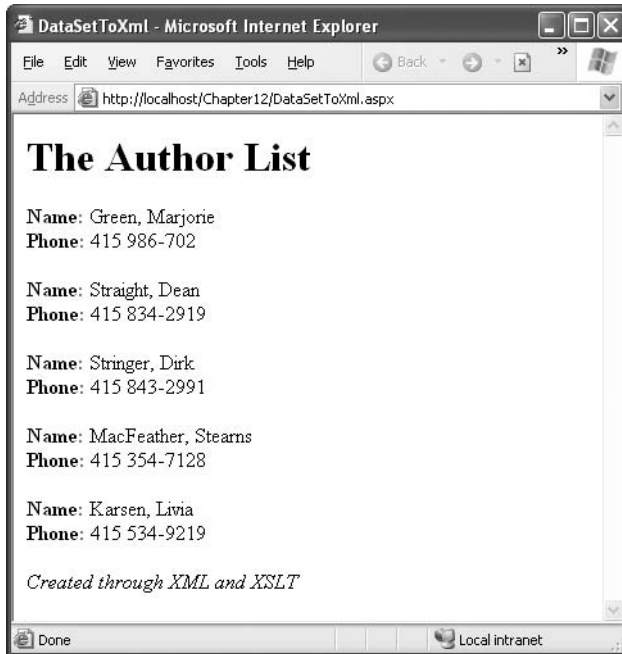 DataSetToXml - Microsoft Internet Explorer
File Edit View Favorites Tools Help Back »
Address http://localhost/Chapter12/DataSetToXml.aspx
The Author List
Name: Green, Marjorie
Phone: 415 986-702
Name: Straight, Dean
Phone: 415 834-2919
Name: Stringer, Dirk
Phone: 415 843-2991
Name: MacFeather, Stearns
Phone: 415 354-7128
Name: Karsen, Livia
Phone: 415 534-9219
Created through XML and XSLT
Done Local intranet